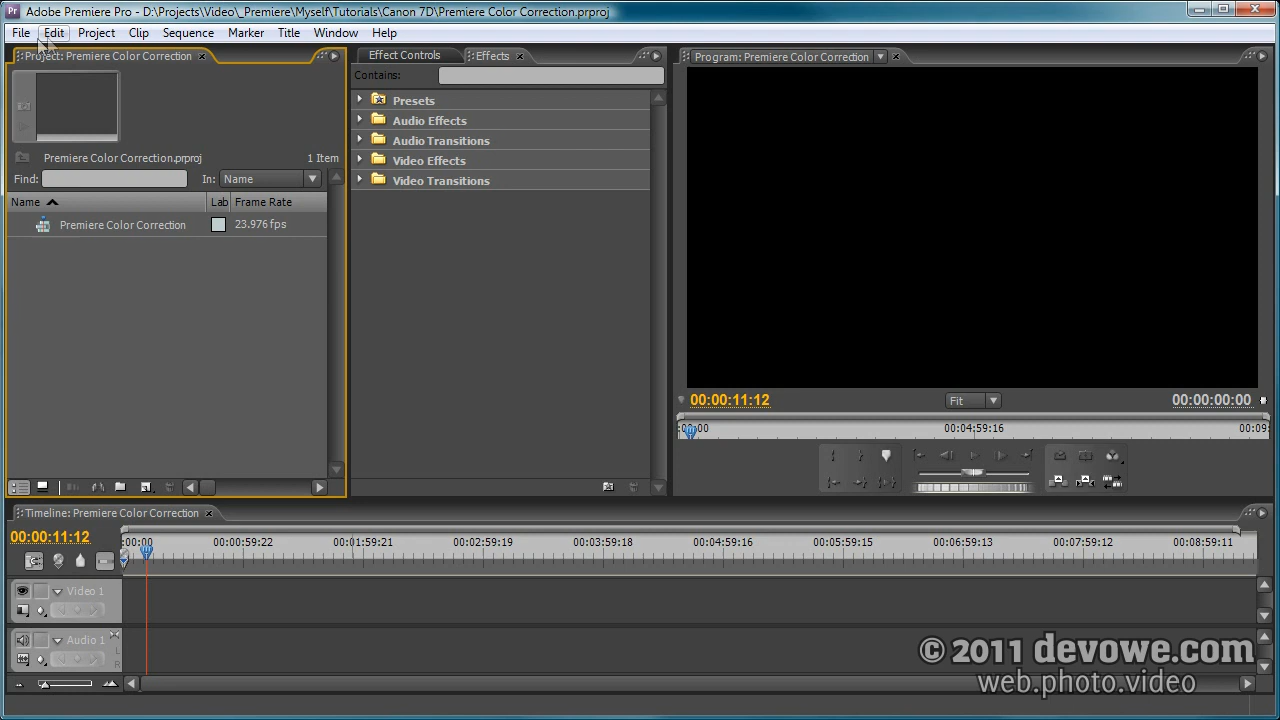 Adobe Premiere Pro - D:\Projects\Video\_Premiere\Myself\Tutorials\Canon 7D\Premiere Color Correction.prproj
File Edit Project Clip Sequence Marker Title Window Help
Project: Premiere Color Correction
Premiere Color Correction.prproj 1 Item
Find: In: Name
Name Lab Frame Rate
Premiere Color Correction 23.976 fps
Effect Controls Effects
Contains:
Presets
Audio Effects
Audio Transitions
Video Effects
Video Transitions
Program: Premiere Color Correction
00:00:11:12 Fit 00:00:00:00
00:00 00:04:59:16 00:09:
Timeline: Premiere Color Correction
00:00:11:12
:00:00 00:00:59:22 00:01:59:21 00:02:59:19 00:03:59:18 00:04:59:16 00:05:59:15 00:06:59:13 00:07:59:12 00:08:59:11
Video 1
Audio 1
L
R
© 2011 devowe.com
web.photo.video